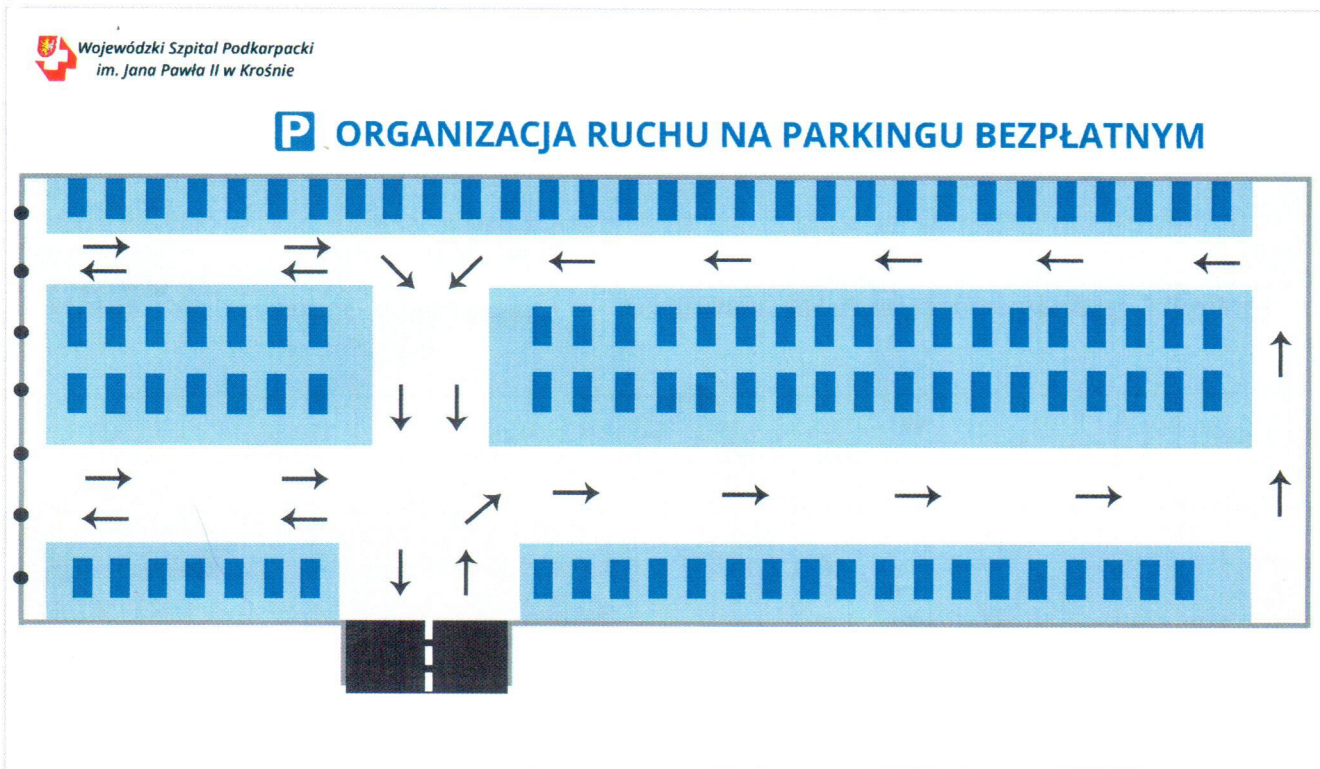 Wojewódzki Szpital Podkarpacki
im. Jana Pawła II w Krośnie
P ORGANIZACJA RUCHU NA PARKINGU BEZPŁATNYM